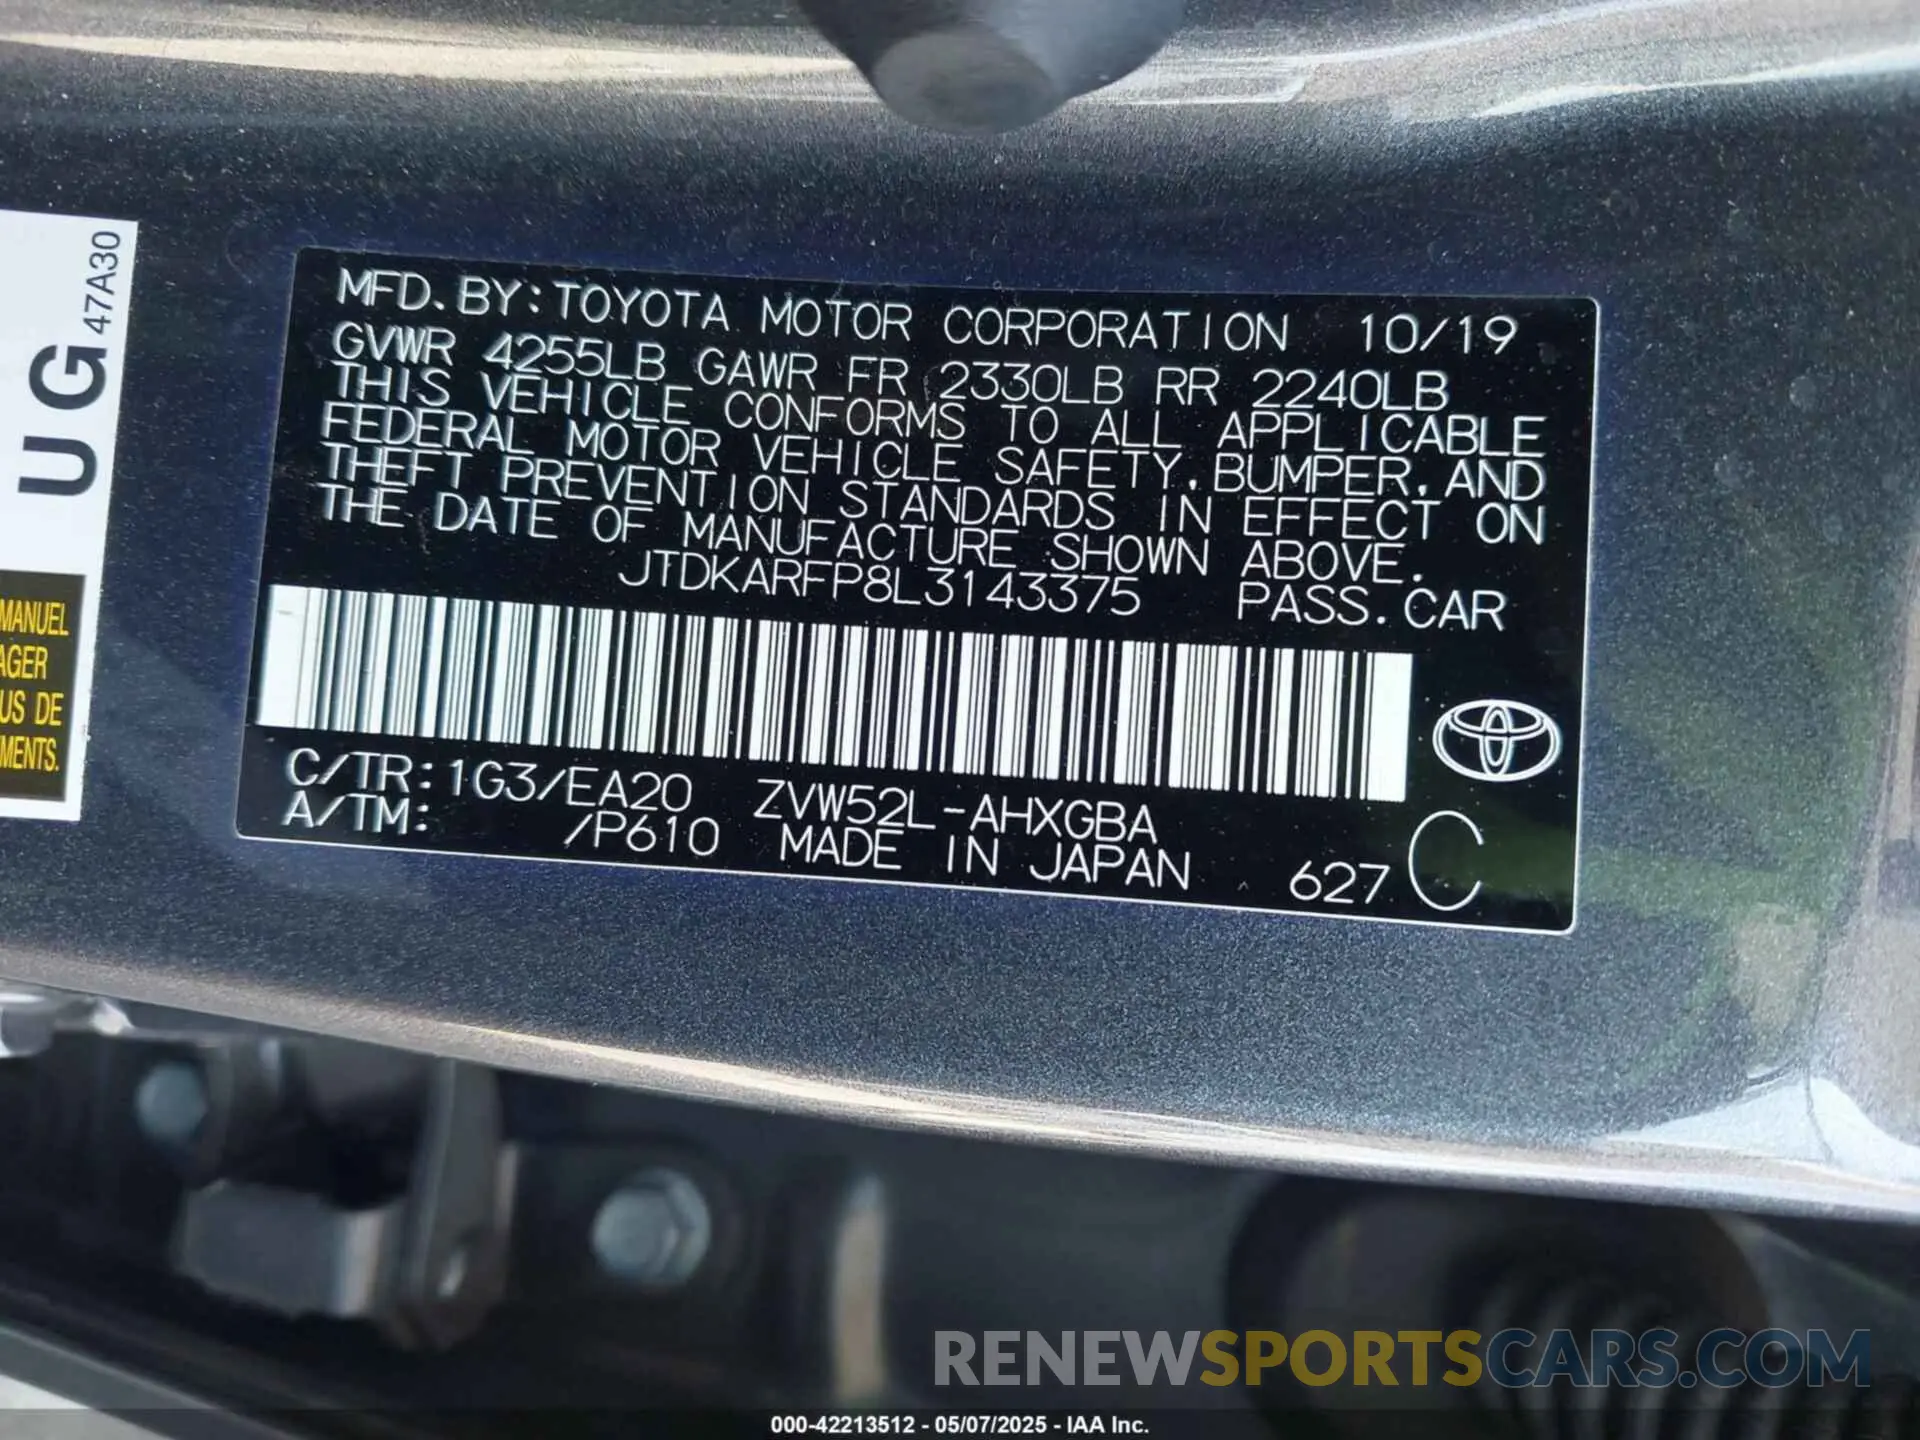 UG 47A30
MANUEL
AGER
US DE
MENTS.
MFD. BY: TOYOTA MOTOR CORPORATION 10/19
GVWR 4255LB GAWR FR 2330LB RR 2240LB
THIS VEHICLE CONFORMS TO ALL APPLICABLE
FEDERAL MOTOR VEHICLE SAFETY, BUMPER, AND
THEFT PREVENTION STANDARDS IN EFFECT ON
THE DATE OF MANUFACTURE SHOWN ABOVE.
JTDKARFP8L3143375 PASS. CAR
C/TR: 1G3/EA20 ZVW52L-AHXGBA
A/TM: /P610 MADE IN JAPAN 627 C
RENEWSPORTSCARS.COM
000-42213512 - 05/07/2025 - IAA Inc.